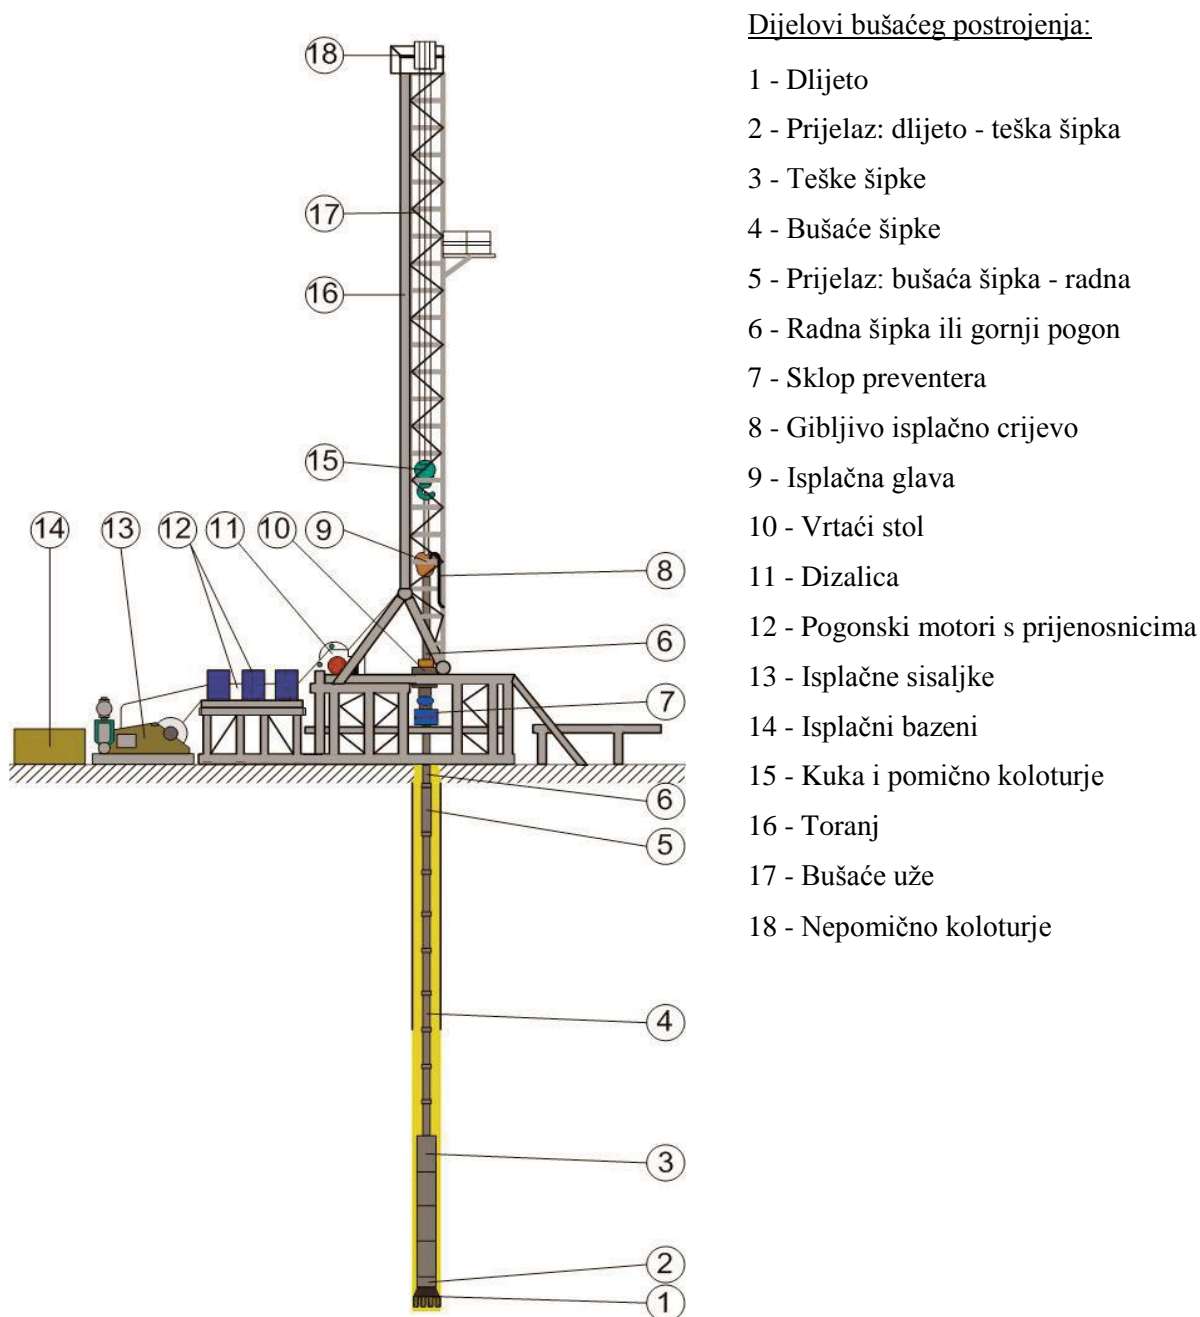 Dijelovi bušaćeg postrojenja:
1 - Dlijeto
2 - Prijelaz: dlijeto - teška šipka
3 - Teške šipke
4 - Bušaće šipke
5 - Prijelaz: bušaća šipka - radna
6 - Radna šipka ili gornji pogon
7 - Sklop preventera
8 - Gibljivo isplačno crijevo
9 - Isplačna glava
10 - Vrtaći stol
11 - Dizalica
12 - Pogonski motori s prijenosnicima
13 - Isplačne sisaljke
14 - Isplačni bazeni
15 - Kuka i pomično koloturje
16 - Toranj
17 - Bušaće uže
18 - Nepomično koloturje
18
17
16
15
14 13 12 11 10 9
8
6
7
6
5
4
3
2
1